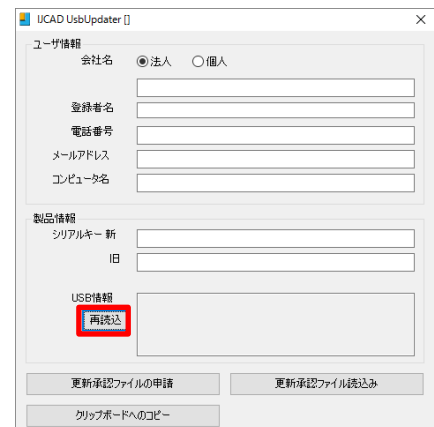 IJCAD UsbUpdater []
ユーザ情報
会社名 法人 個人
登録者名
電話番号
メールアドレス
コンピュータ名
製品情報
シリアルキー 新
旧
USB情報
再読込
更新承認ファイルの申請 更新承認ファイル読込み
クリップボードへのコピー